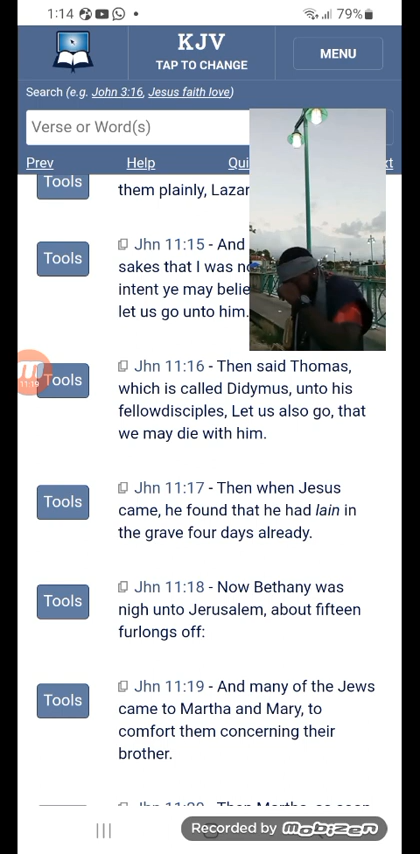 1:14
79%
KJV
TAP TO CHANGE
MENU
Search (e.g. John 3:16, Jesus faith love)
Verse or Word(s)
Prev
Help
Tools
them plainly,
Tools
Jhn 11:15 - And
sakes that I was
intent ye may
let us go unto him.
11:19
Tools
Jhn 11:16 - Then said Thomas,
which is called Didymus, unto his
fellowdisciples, Let us also go, that
we may die with him.
Tools
Jhn 11:17 - Then when Jesus
came, he found that he had lain in
the grave four days already.
Tools
Jhn 11:18 - Now Bethany was
nigh unto Jerusalem, about fifteen
furlongs off:
Tools
Jhn 11:19 - And many of the Jews
came to Martha and Mary, to
comfort them concerning their
brother.
Recorded by mobizen